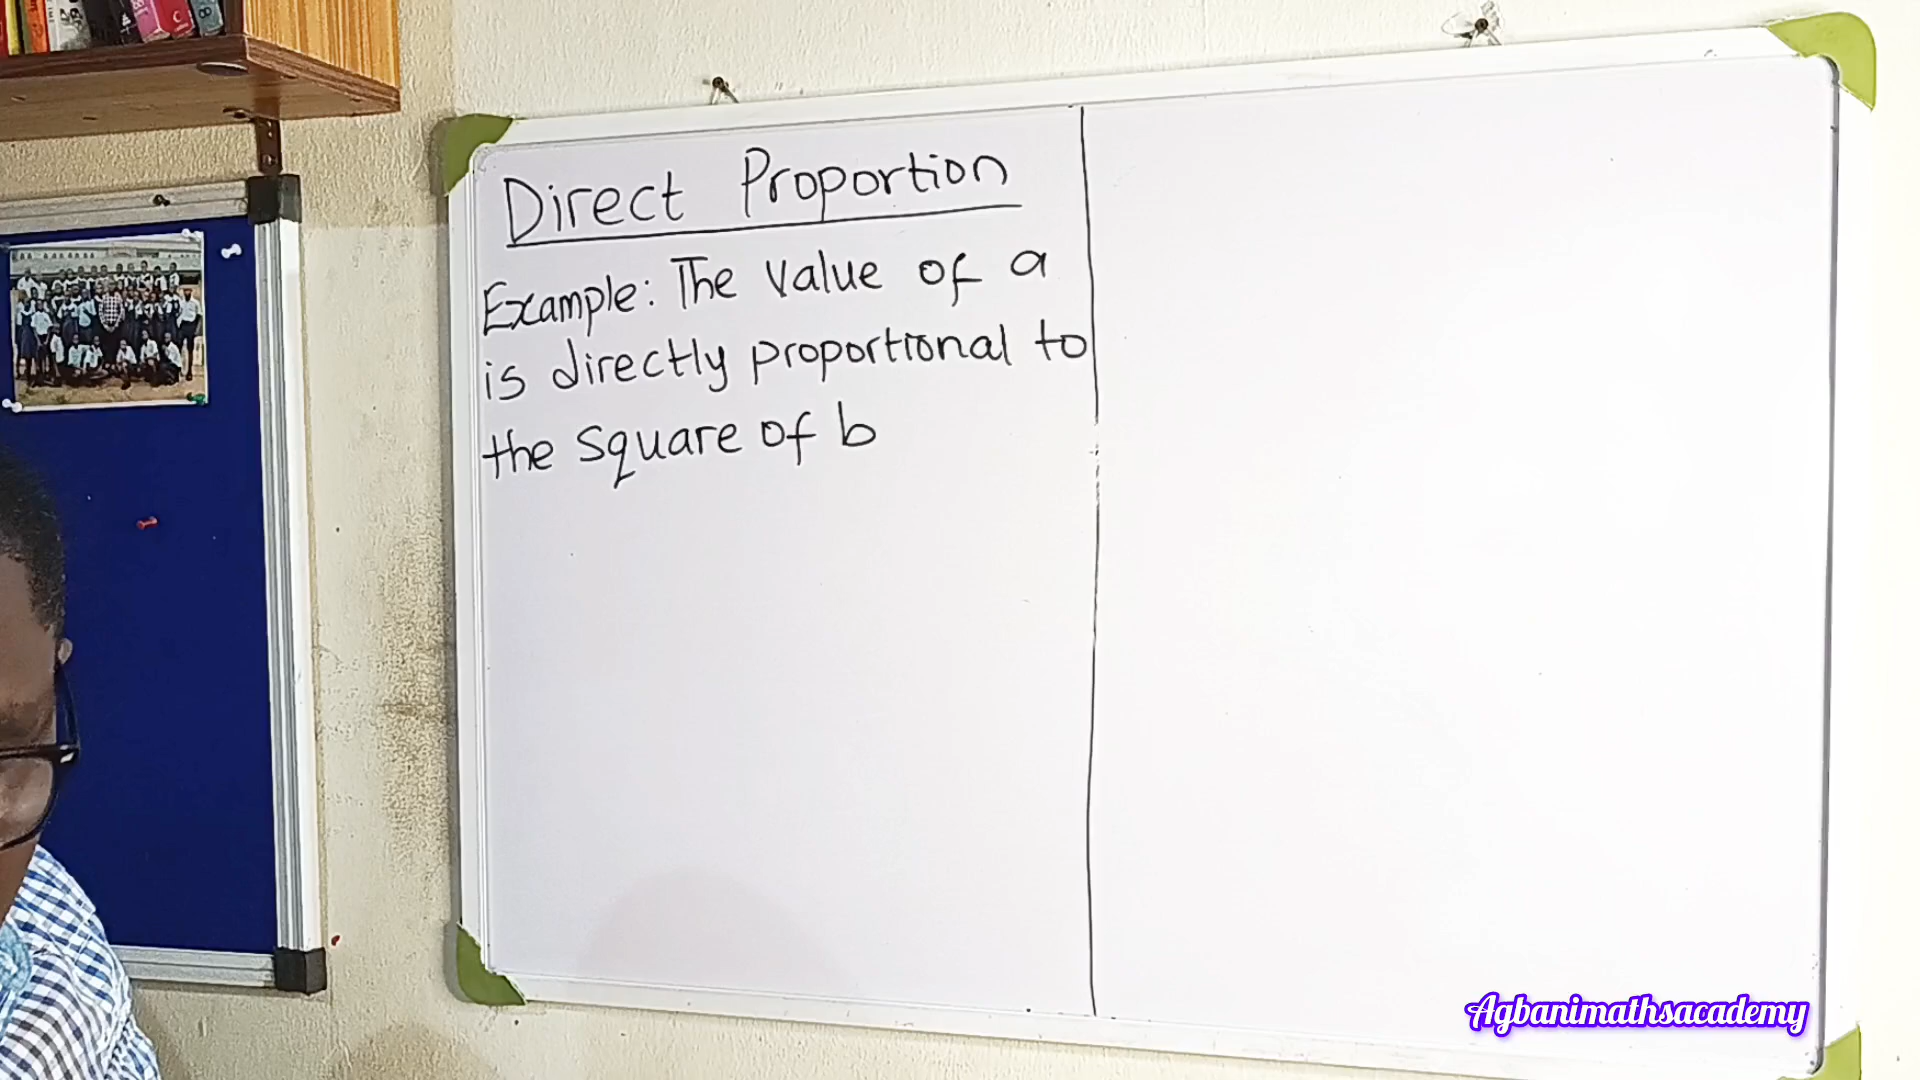 Direct Proportion
Example: The value of a
is directly proportional to
the square of b
Agbanimathsacademy